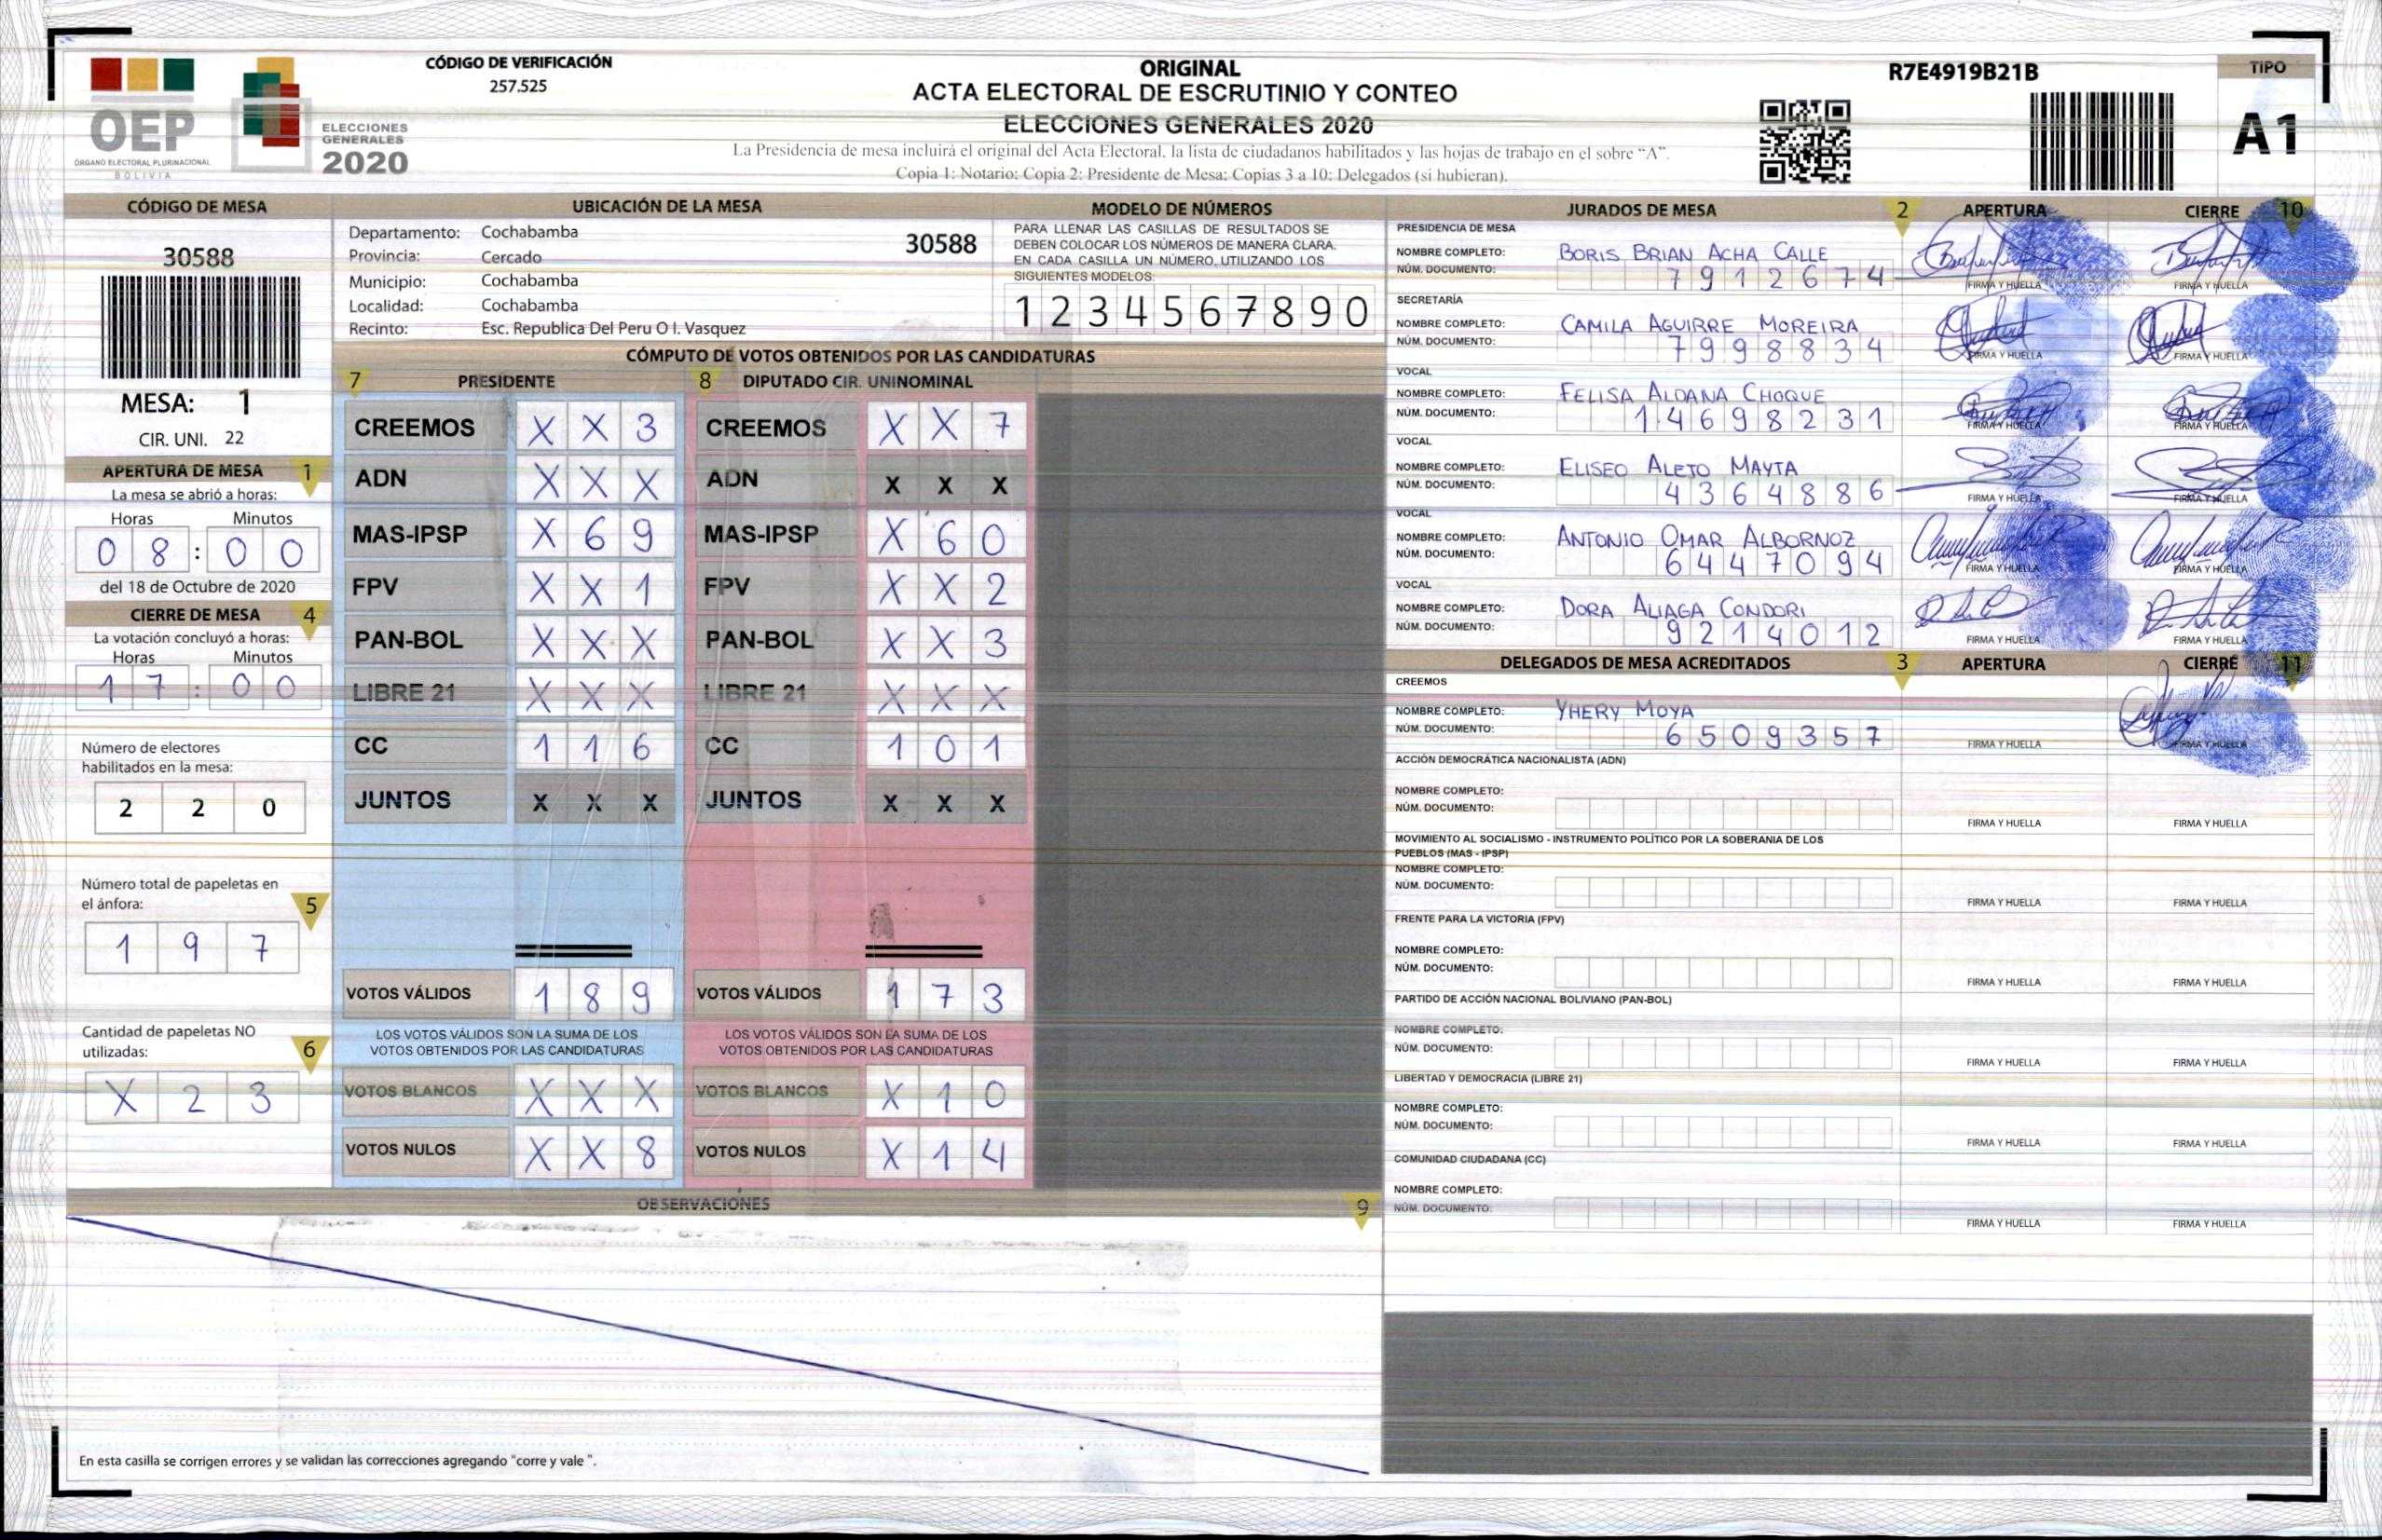 CÓDIGO DE VERIFICACIÓN
257.525
ORIGINAL
ACTA ELECTORAL DE ESCRUTINIO Y CONTEO
ELECCIONES GENERALES 2020
La Presidencia de mesa incluirá el original del Acta Electoral, la lista de ciudadanos habilitados y las hojas de trabajo en el sobre “A”.
Copia 1: Notario; Copia 2: Presidente de Mesa; Copias 3 a 10: Delegados (si hubieran).
R7E4919B21B
TIPO
A1
OEP
ÓRGANO ELECTORAL PLURINACIONAL
BOLIVIA
ELECCIONES
GENERALES
2020
CÓDIGO DE MESA
30588
MESA: 1
CIR. UNI. 22
APERTURA DE MESA 1
La mesa se abrió a horas:
Horas Minutos
0 8 : 0 0
del 18 de Octubre de 2020
CIERRE DE MESA 4
La votación concluyó a horas:
Horas Minutos
1 7 : 0 0
Número de electores
habilitados en la mesa:
2 2 0
Número total de papeletas en
el ánfora: 5
1 9 7
Cantidad de papeletas NO
utilizadas: 6
X 2 3
UBICACIÓN DE LA MESA
Departamento: Cochabamba
30588
Provincia: Cercado
Municipio: Cochabamba
Localidad: Cochabamba
Recinto: Esc. Republica Del Peru O I. Vasquez
MODELO DE NÚMEROS
PARA LLENAR LAS CASILLAS DE RESULTADOS SE
DEBEN COLOCAR LOS NÚMEROS DE MANERA CLARA.
EN CADA CASILLA UN NÚMERO, UTILIZANDO LOS
SIGUIENTES MODELOS:
1 2 3 4 5 6 7 8 9 0
CÓMPUTO DE VOTOS OBTENIDOS POR LAS CANDIDATURAS
7 PRESIDENTE
CREEMOS X X 3
ADN X X X
MAS-IPSP X 6 9
FPV X X 1
PAN-BOL X X X
LIBRE 21 X X X
CC 1 1 6
JUNTOS X X X
VOTOS VÁLIDOS 1 8 9
LOS VOTOS VÁLIDOS SON LA SUMA DE LOS
VOTOS OBTENIDOS POR LAS CANDIDATURAS
VOTOS BLANCOS X X X
VOTOS NULOS X X 8
8 DIPUTADO CIR. UNINOMINAL
CREEMOS X X 7
ADN X X X
MAS-IPSP X 6 0
FPV X X 2
PAN-BOL X X 3
LIBRE 21 X X X
CC 1 0 1
JUNTOS X X X
VOTOS VÁLIDOS 1 7 3
LOS VOTOS VÁLIDOS SON LA SUMA DE LOS
VOTOS OBTENIDOS POR LAS CANDIDATURAS
VOTOS BLANCOS X 1 0
VOTOS NULOS X 1 4
OBSERVACIONES 9
En esta casilla se corrigen errores y se validan las correcciones agregando "corre y vale ".
JURADOS DE MESA 2 APERTURA CIERRE 10
PRESIDENCIA DE MESA
NOMBRE COMPLETO: BORIS BRIAN ACHA CALLE
NÚM. DOCUMENTO: 7912674
FIRMA Y HUELLA FIRMA Y HUELLA
SECRETARÍA
NOMBRE COMPLETO: CAMILA AGUIRRE MOREIRA
NÚM. DOCUMENTO: 7998834
FIRMA Y HUELLA FIRMA Y HUELLA
VOCAL
NOMBRE COMPLETO: FELISA ALDANA CHOQUE
NÚM. DOCUMENTO: 14698231
FIRMA Y HUELLA FIRMA Y HUELLA
VOCAL
NOMBRE COMPLETO: ELISEO ALEJO MAYTA
NÚM. DOCUMENTO: 4364886
FIRMA Y HUELLA FIRMA Y HUELLA
VOCAL
NOMBRE COMPLETO: ANTONIO OMAR ALBORNOZ
NÚM. DOCUMENTO: 6447094
FIRMA Y HUELLA FIRMA Y HUELLA
VOCAL
NOMBRE COMPLETO: DORA ALIAGA CONDORI
NÚM. DOCUMENTO: 9214012
FIRMA Y HUELLA FIRMA Y HUELLA
DELEGADOS DE MESA ACREDITADOS 3 APERTURA CIERRE 11
CREEMOS
NOMBRE COMPLETO: YHERY MOYA
NÚM. DOCUMENTO: 6509357
FIRMA Y HUELLA FIRMA Y HUELLA
ACCIÓN DEMOCRÁTICA NACIONALISTA (ADN)
NOMBRE COMPLETO:
NÚM. DOCUMENTO:
FIRMA Y HUELLA FIRMA Y HUELLA
MOVIMIENTO AL SOCIALISMO - INSTRUMENTO POLÍTICO POR LA SOBERANIA DE LOS
PUEBLOS (MAS - IPSP)
NOMBRE COMPLETO:
NÚM. DOCUMENTO:
FIRMA Y HUELLA FIRMA Y HUELLA
FRENTE PARA LA VICTORIA (FPV)
NOMBRE COMPLETO:
NÚM. DOCUMENTO:
FIRMA Y HUELLA FIRMA Y HUELLA
PARTIDO DE ACCIÓN NACIONAL BOLIVIANO (PAN-BOL)
NOMBRE COMPLETO:
NÚM. DOCUMENTO:
FIRMA Y HUELLA FIRMA Y HUELLA
LIBERTAD Y DEMOCRACIA (LIBRE 21)
NOMBRE COMPLETO:
NÚM. DOCUMENTO:
FIRMA Y HUELLA FIRMA Y HUELLA
COMUNIDAD CIUDADANA (CC)
NOMBRE COMPLETO:
NÚM. DOCUMENTO:
FIRMA Y HUELLA FIRMA Y HUELLA